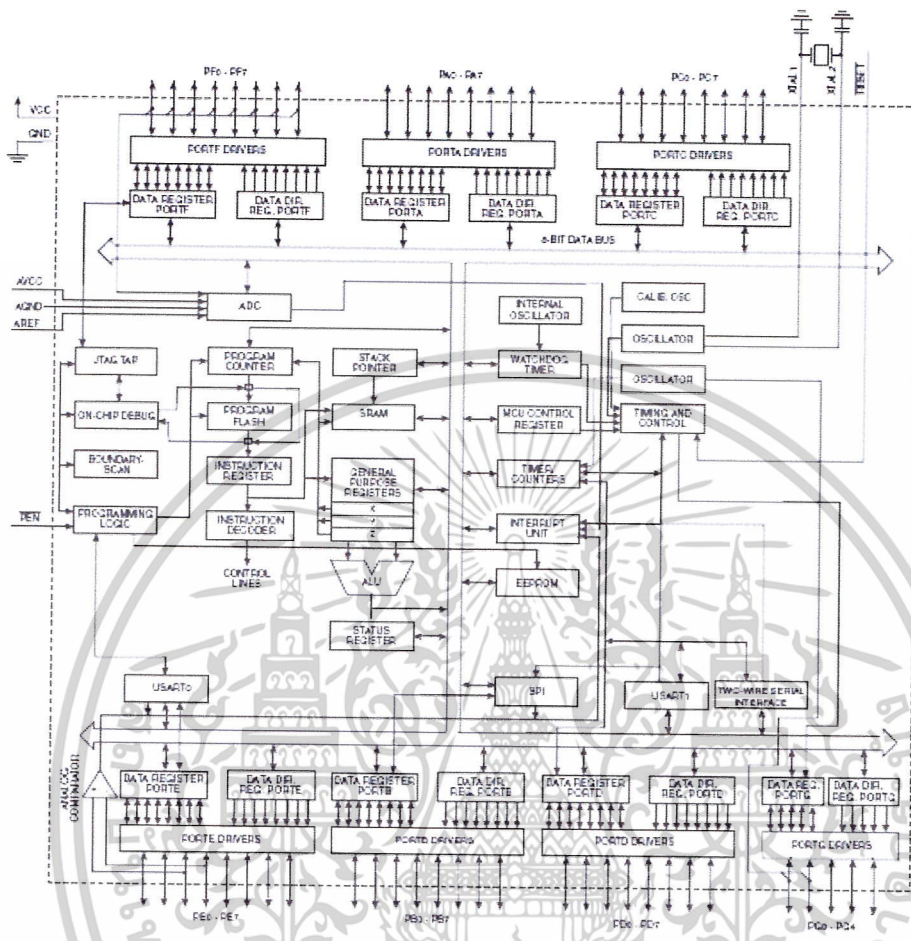 PF0 - PF7
PA0 - PA7
PC0 - PC7
XTAL1
XTAL2
RESET
VCC
GND
PORTF DRIVERS
PORTA DRIVERS
PORTC DRIVERS
DATA REGISTER
PORTF
DATA DIR.
REG. PORTF
DATA REGISTER
PORTA
DATA DIR.
REG. PORTA
DATA REGISTER
PORTC
DATA DIR.
REG. PORTC
8-BIT DATA BUS
AVCC
AGND
AREF
ADC
INTERNAL
OSCILLATOR
CALIB. OSC
OSCILLATOR
OSCILLATOR
JTAG TAP
PROGRAM
COUNTER
STACK
POINTER
WATCHDOG
TIMER
ON-CHIP DEBUG
PROGRAM
FLASH
SRAM
MCU CONTROL
REGISTER
TIMING AND
CONTROL
BOUNDARY-
SCAN
INSTRUCTION
REGISTER
GENERAL
PURPOSE
REGISTERS
X
Y
Z
TIMER/
COUNTERS
PEN
PROGRAMMING
LOGIC
INSTRUCTION
DECODER
INTERRUPT
UNIT
CONTROL
LINES
ALU
EEPROM
STATUS
REGISTER
USART0
SPI
USART1
TWO-WIRE SERIAL
INTERFACE
ANALOG
COMPARATOR
DATA REGISTER
PORTE
DATA DIR.
REG. PORTE
DATA REGISTER
PORTB
DATA DIR.
REG. PORTB
DATA REGISTER
PORTD
DATA DIR.
REG. PORTD
DATA REG.
PORTG
DATA DIR.
REG. PORTG
PORTE DRIVERS
PORTB DRIVERS
PORTD DRIVERS
PORTG DRIVERS
PE0 - PE7
PB0 - PB7
PD0 - PD7
PG0 - PG4